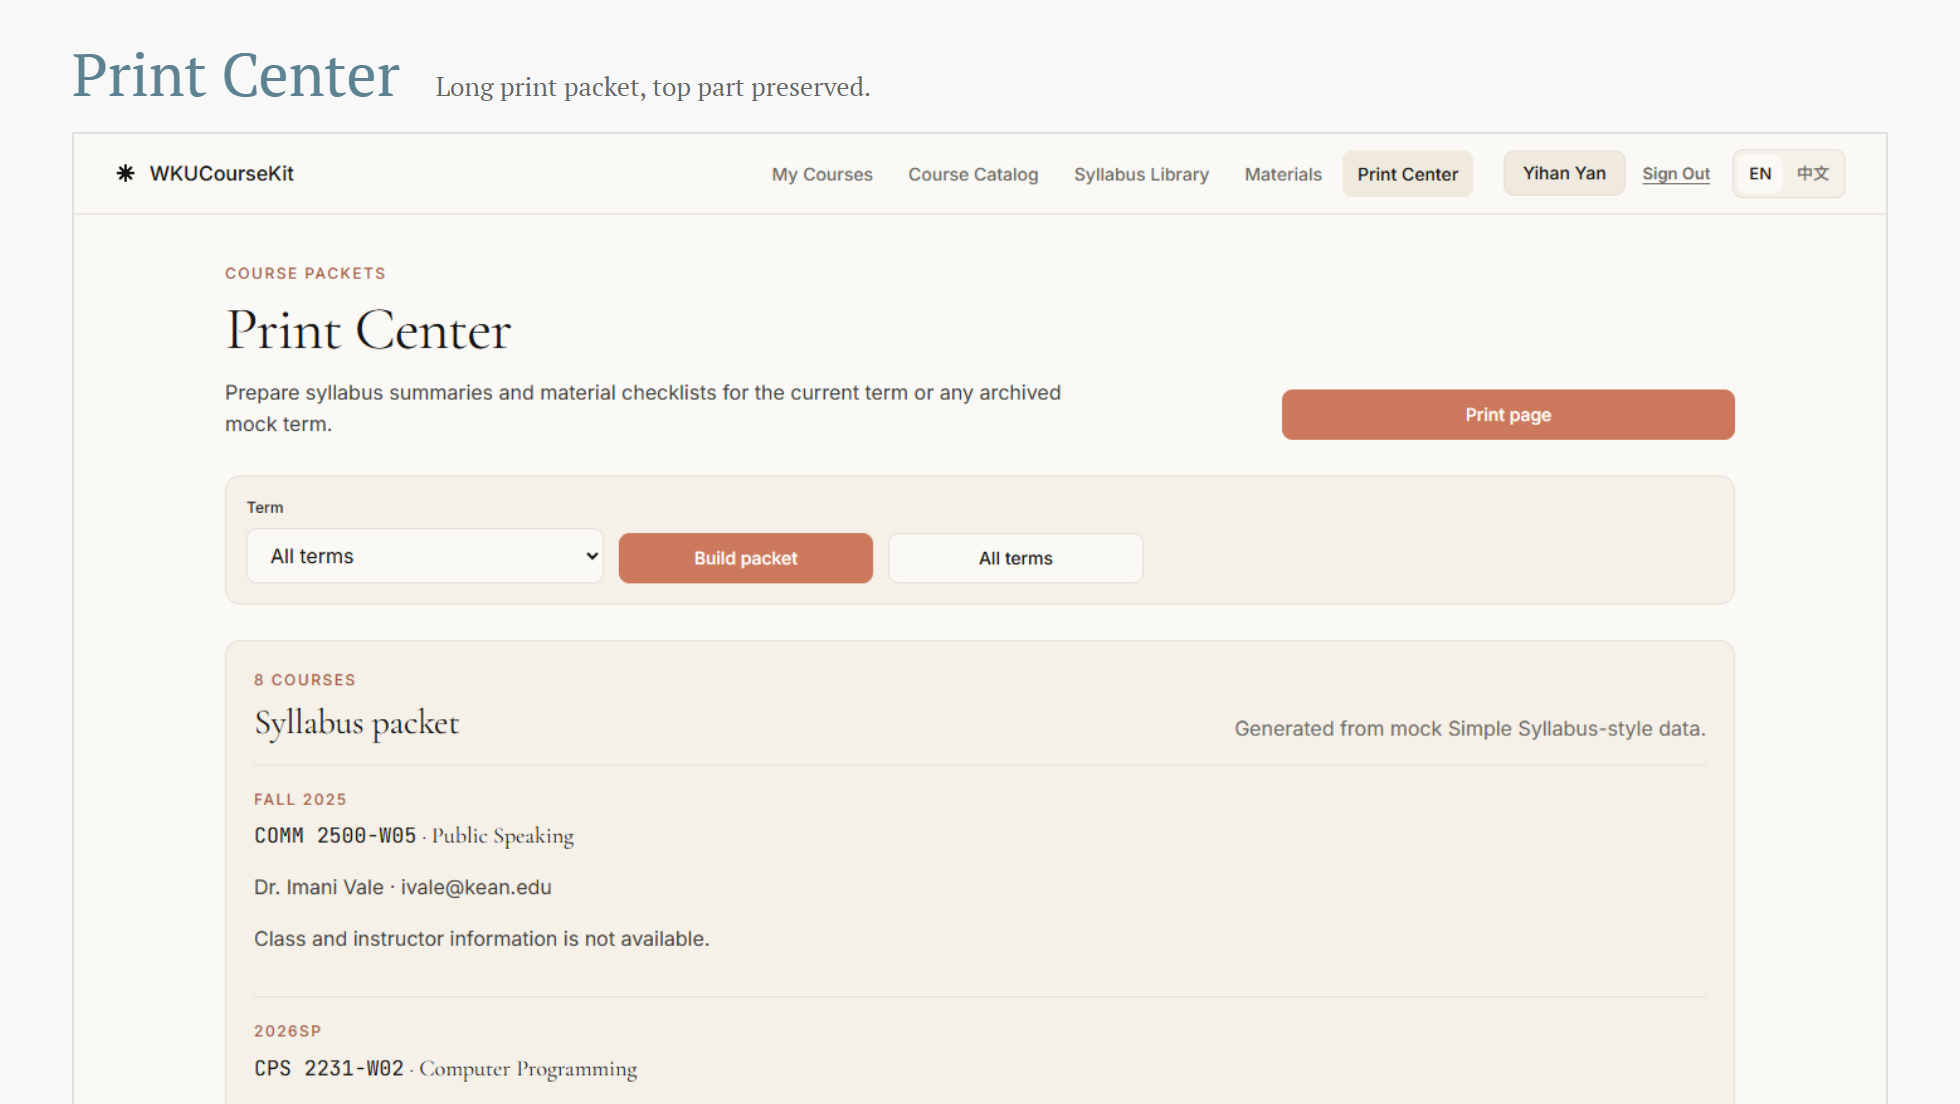 Print Center
Long print packet, top part preserved.
WKUCourseKit
My Courses
Course Catalog
Syllabus Library
Materials
Print Center
Yihan Yan
Sign Out
EN
中文
COURSE PACKETS
Print Center
Prepare syllabus summaries and material checklists for the current term or any archived
mock term.
Print page
Term
All terms
Build packet
All terms
8 COURSES
Syllabus packet
Generated from mock Simple Syllabus-style data.
FALL 2025
COMM 2500-W05 · Public Speaking
Dr. Imani Vale · ivale@kean.edu
Class and instructor information is not available.
2026SP
CPS 2231-W02 · Computer Programming